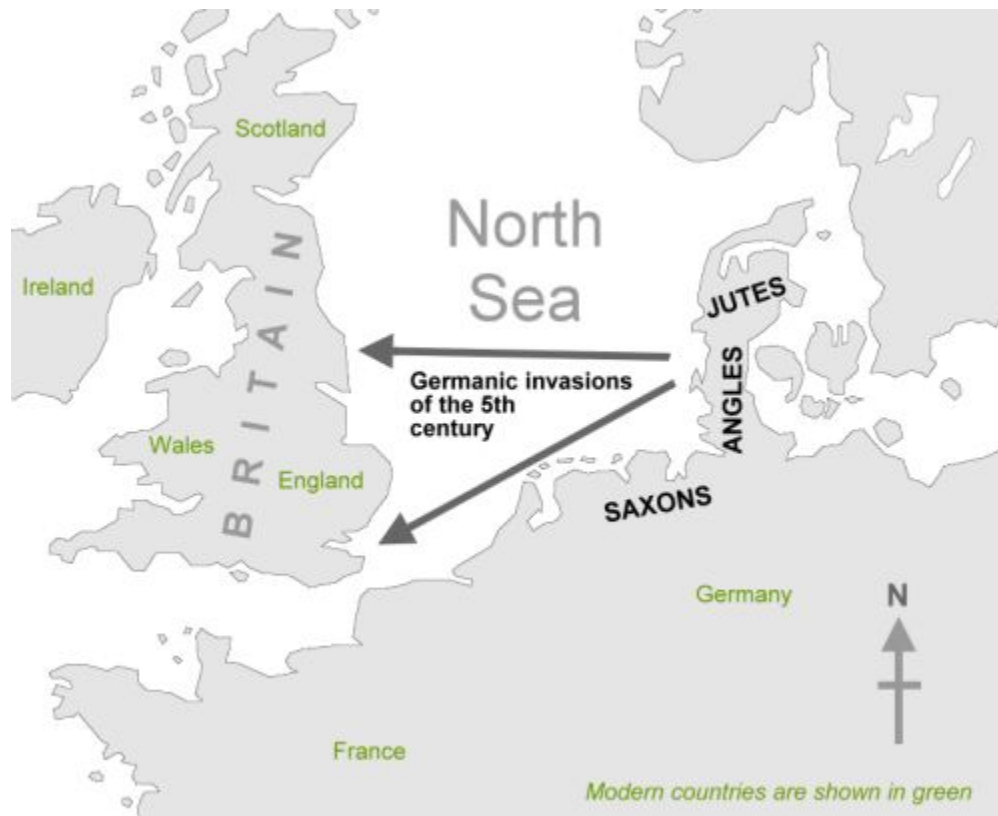 Scotland
North
Sea
Ireland
BRITAIN
JUTES
ANGLES
Germanic invasions
of the 5th
century
Wales
England
SAXONS
Germany
N
France
Modern countries are shown in green